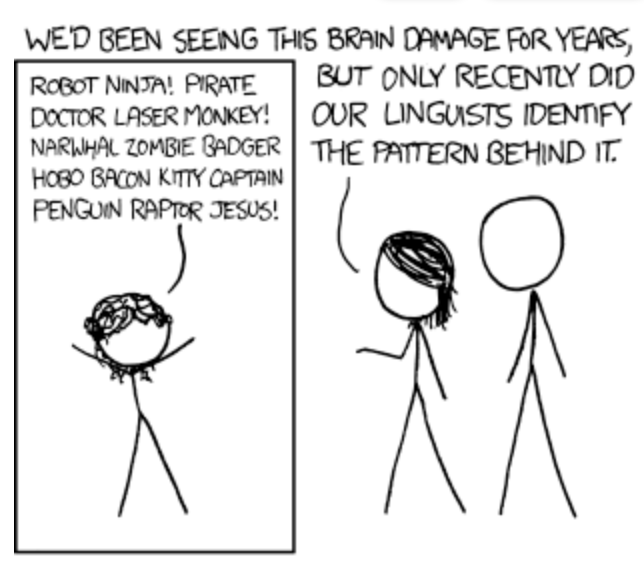 WE'D BEEN SEEING THIS BRAIN DAMAGE FOR YEARS,
BUT ONLY RECENTLY DID
OUR LINGUISTS IDENTIFY
THE PATTERN BEHIND IT.
ROBOT NINJA! PIRATE
DOCTOR LASER MONKEY!
NARWHAL ZOMBIE BADGER
HOBO BACON KITTY CAPTAIN
PENGUIN RAPTOR JESUS!